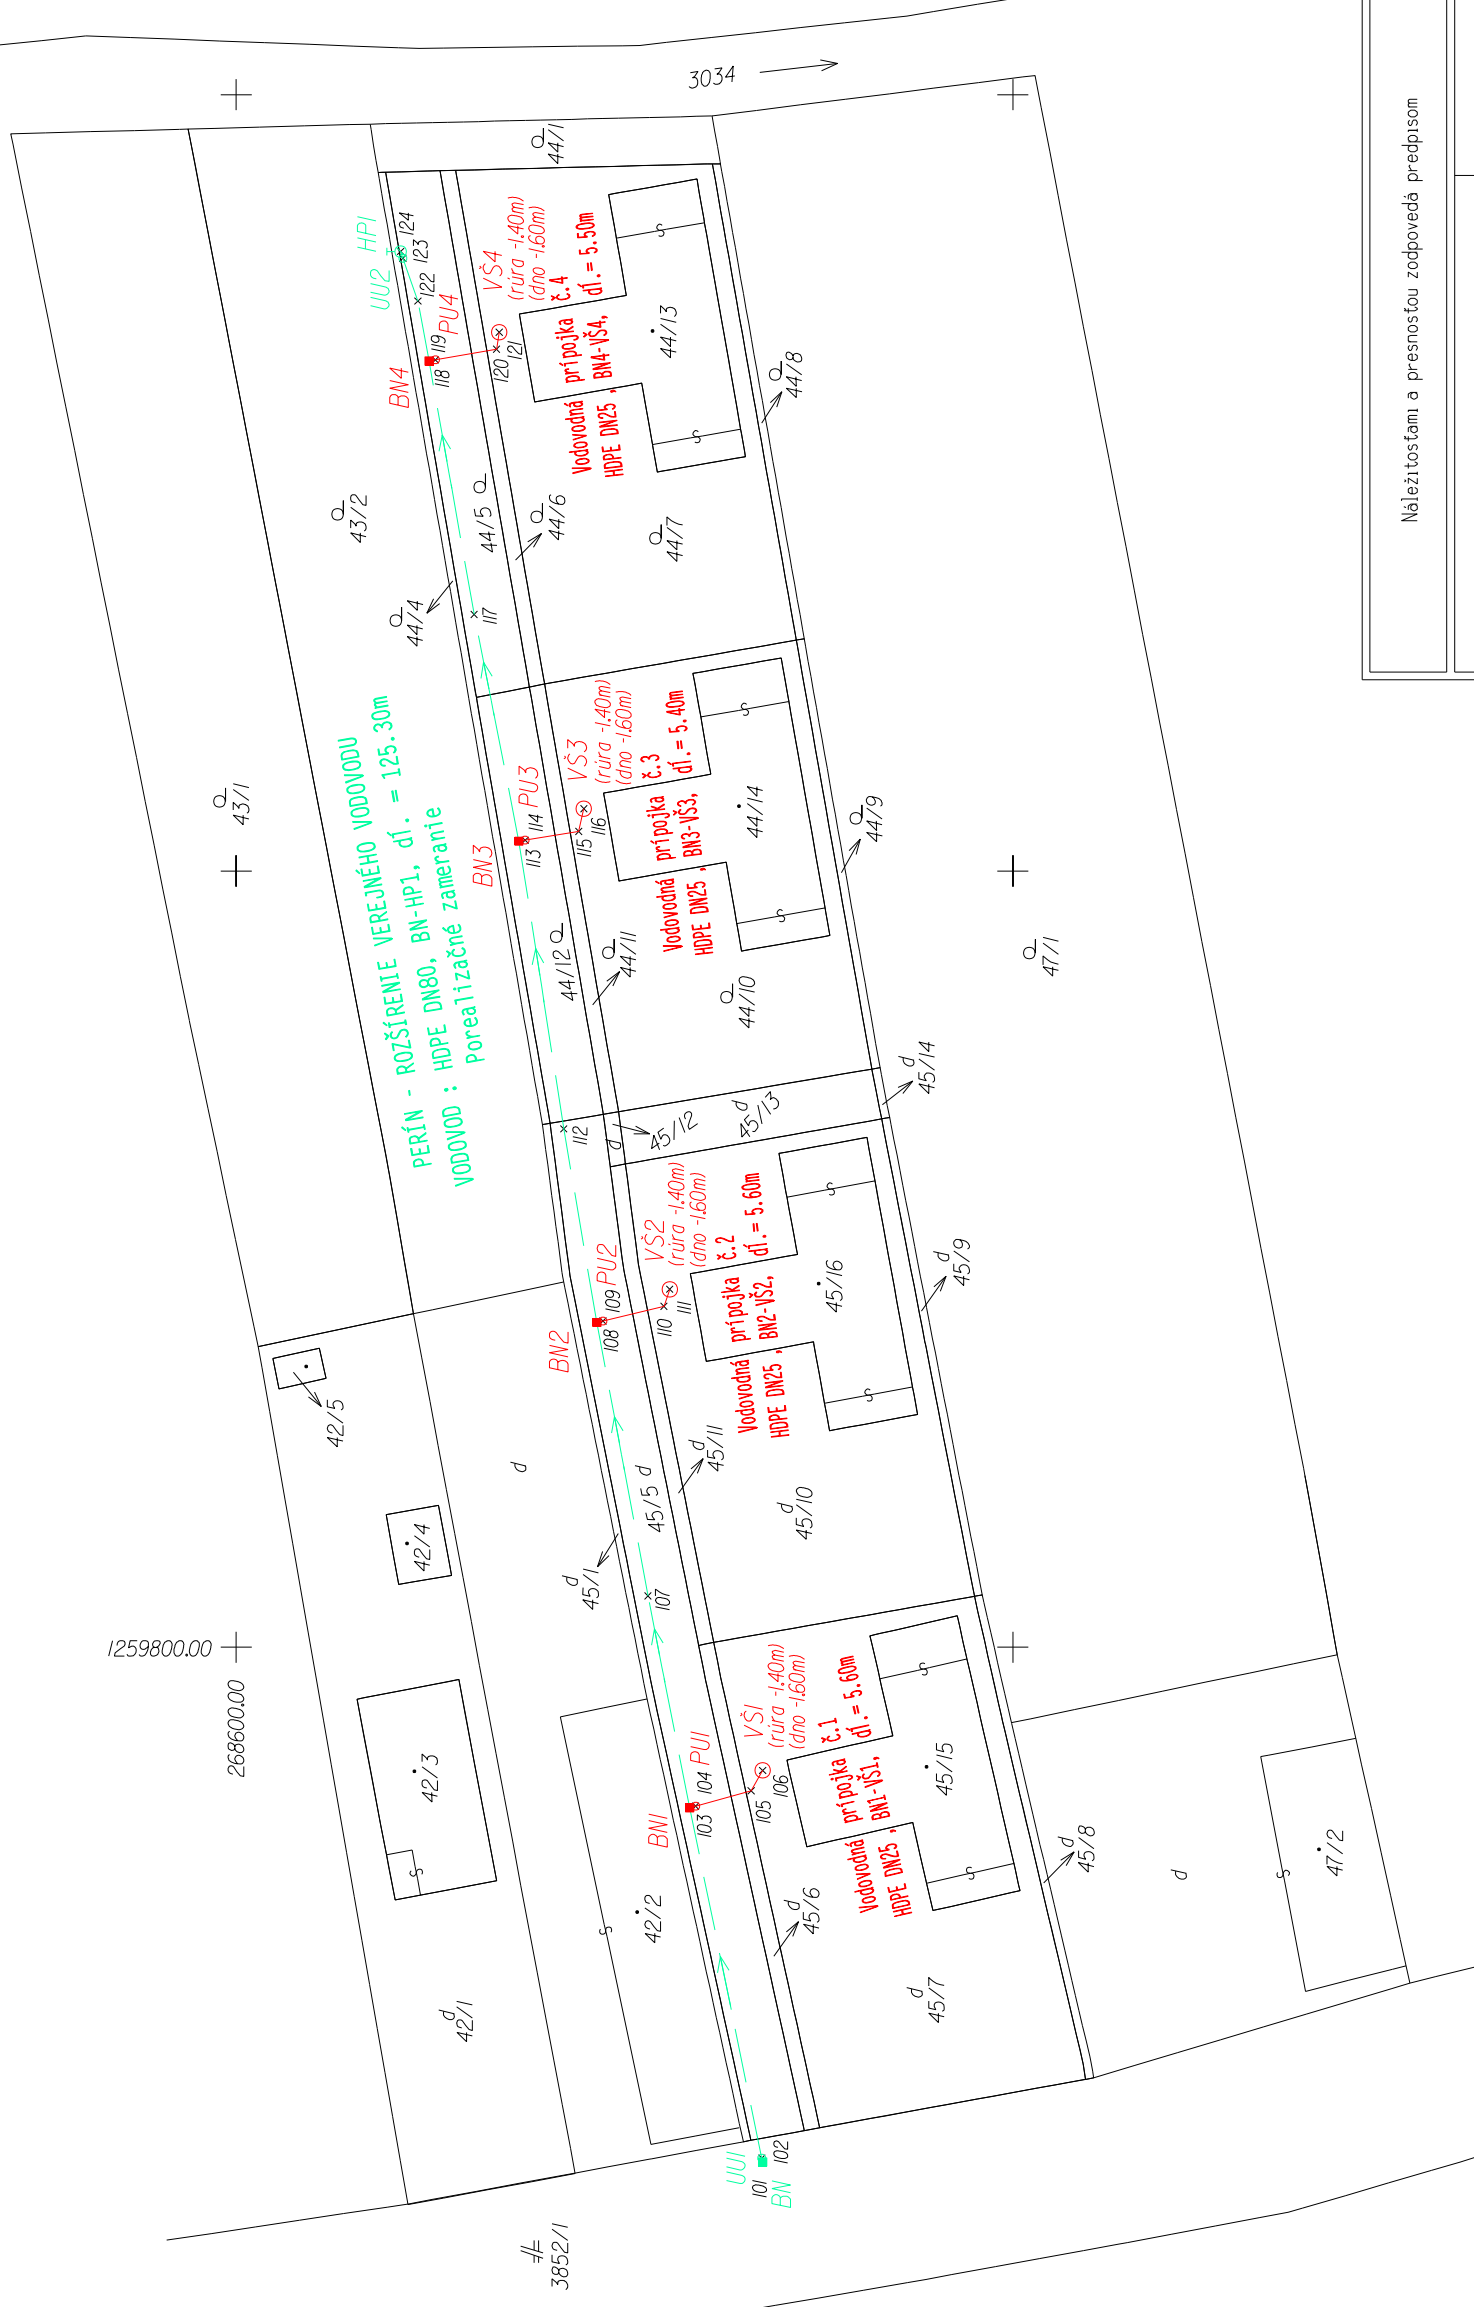 3034
44/1
HP1
UU2
124
123
122
PU4
119
118
BN4
VŠ4
(rúra -1.40m)
(dno -1.60m)
120
121
Vodovodná prípojka č.4
HDPE DN25, BN4-VŠ4, dĺ.= 5.50m
44/13
44/8
43/2
44/5
44/6
44/7
44/4
117
43/1
PERÍN - ROZŠÍRENIE VEREJNÉHO VODOVODU
VODOVOD : HDPE DN80, BN-HP1, dĺ. = 125.30m
Porealizačné zameranie
BN3
PU3
113
114
115
116
VŠ3
(rúra -1.40m)
(dno -1.60m)
Vodovodná prípojka č.3
HDPE DN25, BN3-VŠ3, dĺ.= 5.40m
44/14
44/9
44/12
44/11
44/10
47/1
112
d
45/12
d
45/13
d
45/14
BN2
PU2
108
109
110
111
VŠ2
(rúra -1.40m)
(dno -1.60m)
Vodovodná prípojka č.2
HDPE DN25, BN2-VŠ2, dĺ.= 5.60m
45/16
d
45/9
42/5
d
42/4
45/5 d
d
45/11
d
45/10
d
45/1
107
1259800.00
268600.00
42/3
42/2
BN1
PU1
103
104
105
106
VŠ1
(rúra -1.40m)
(dno -1.60m)
Vodovodná prípojka č.1
HDPE DN25, BN1-VŠ1, dĺ.= 5.60m
45/15
d
45/8
d
47/2
d
42/1
d
45/6
d
45/7
UU1
101
102
BN
3852/1
Náležitosťami a presnosťou zodpovedá predpisom